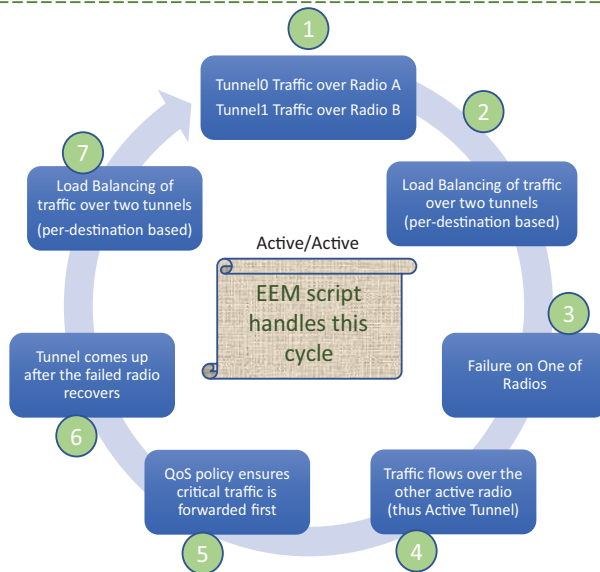 1
Tunnel0 Traffic over Radio A
Tunnel1 Traffic over Radio B
2
Load Balancing of traffic
over two tunnels
(per-destination based)
3
Failure on One of
Radios
Traffic flows over the
other active radio
(thus Active Tunnel)
4
QoS policy ensures
critical traffic is
forwarded first
5
Tunnel comes up
after the failed radio
recovers
6
7
Load Balancing of
traffic over two tunnels
(per-destination based)
Active/Active
EEM script
handles this
cycle